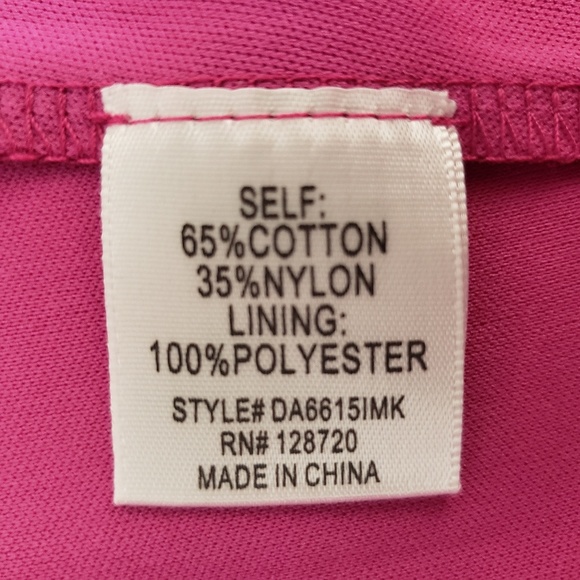 SELF:
65%COTTON
35%NYLON
LINING:
100%POLYESTER
STYLE# DA6615IMK
RN# 128720
MADE IN CHINA